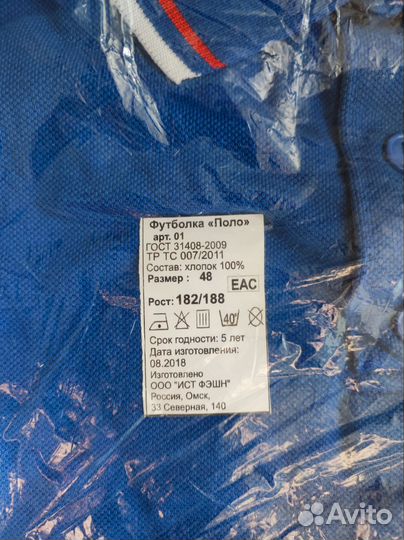 Футболка «Поло»
арт. 01
ГОСТ 31408-2009
ТР ТС 007/2011
Состав: хлопок 100%
Размер : 48
ЕАС
Рост: 182/188
40°
Срок годности: 5 лет
Дата изготовления:
08.2018
Изготовлено
ООО "ИСТ ФЭШН"
Россия, Омск,
33 Северная, 140
Avito